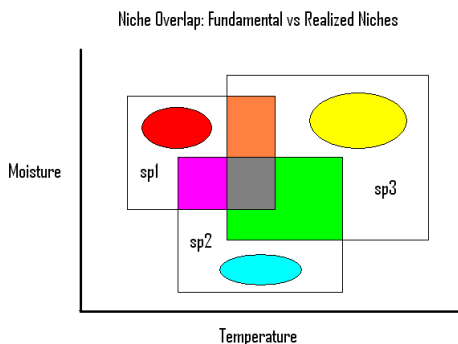 Niche Overlap: Fundamental vs Realized Niches
Moisture
sp1
sp3
sp2
Temperature